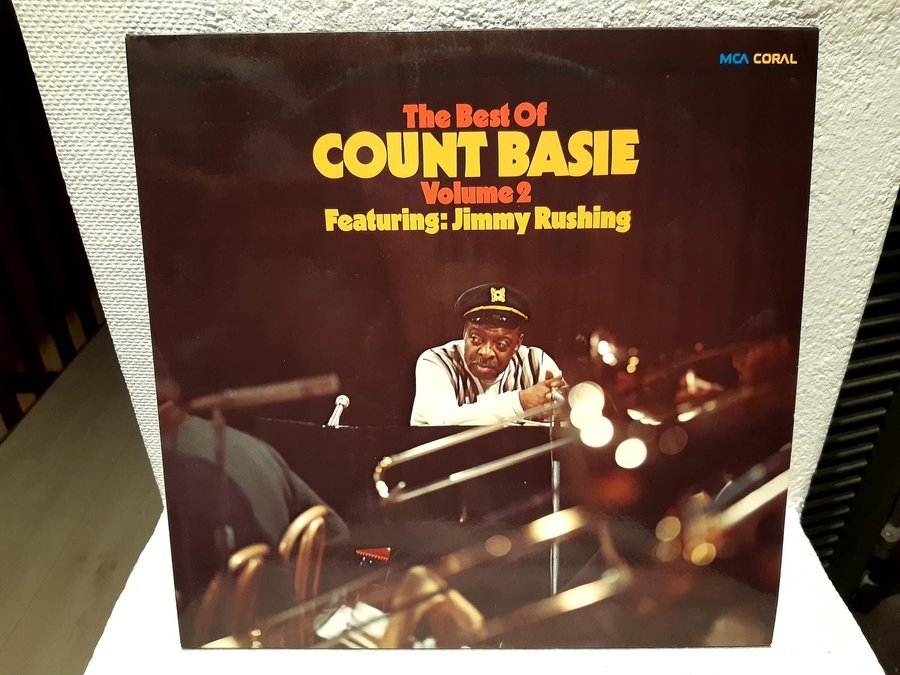 MCA CORAL
The Best Of
COUNT BASIE
Volume 2
Featuring: Jimmy Rushing